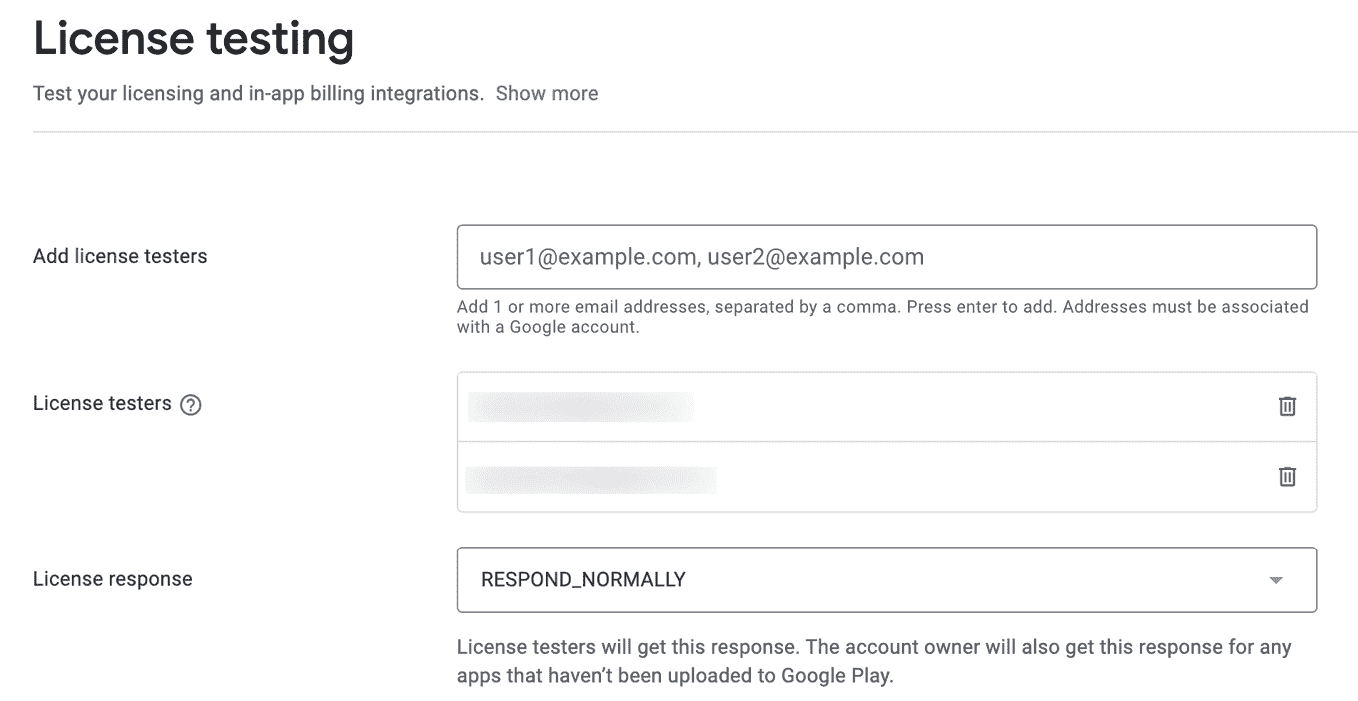 License testing
Test your licensing and in-app billing integrations. Show more
Add license testers
user1@example.com, user2@example.com
Add 1 or more email addresses, separated by a comma. Press enter to add. Addresses must be associated
with a Google account.
License testers
License response
RESPOND_NORMALLY
License testers will get this response. The account owner will also get this response for any
apps that haven’t been uploaded to Google Play.